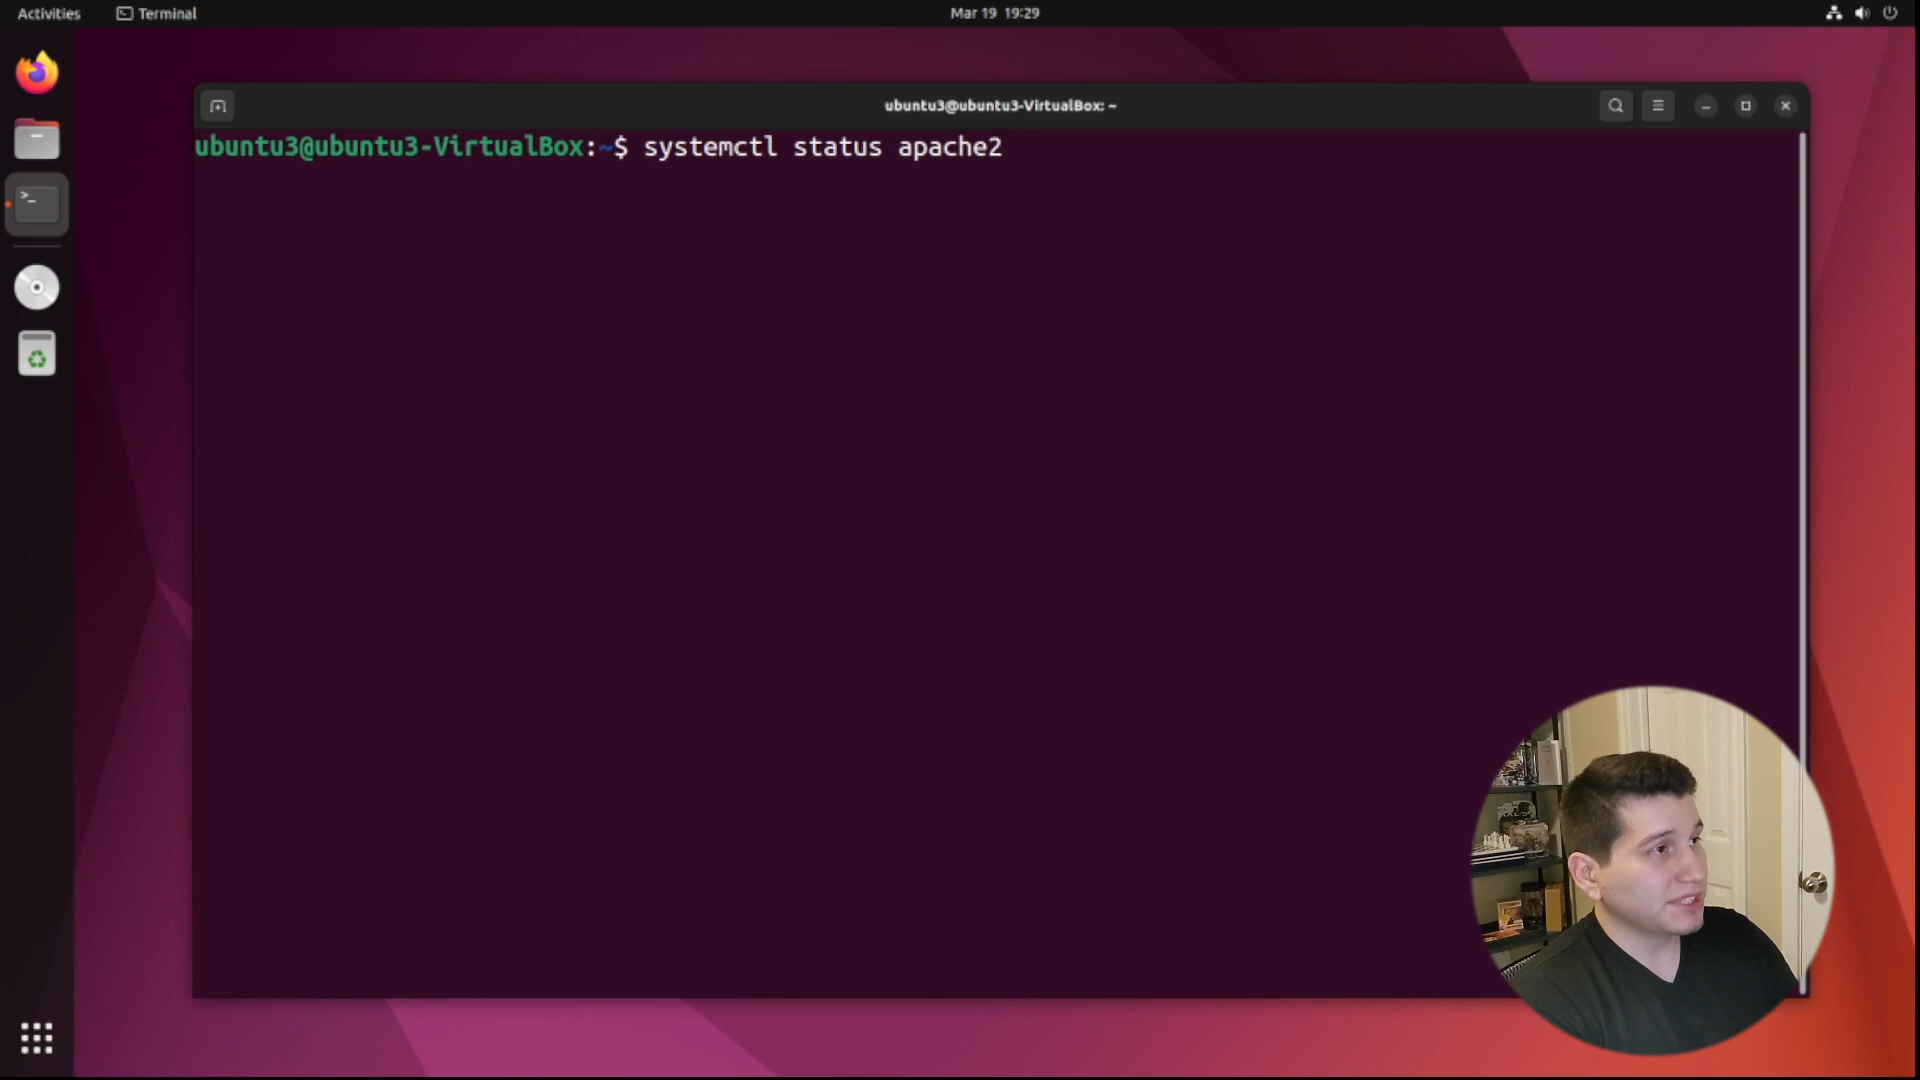 Activities Terminal Mar 19 19:29
ubuntu3@ubuntu3-VirtualBox: ~
ubuntu3@ubuntu3-VirtualBox:~$ systemctl status apache2